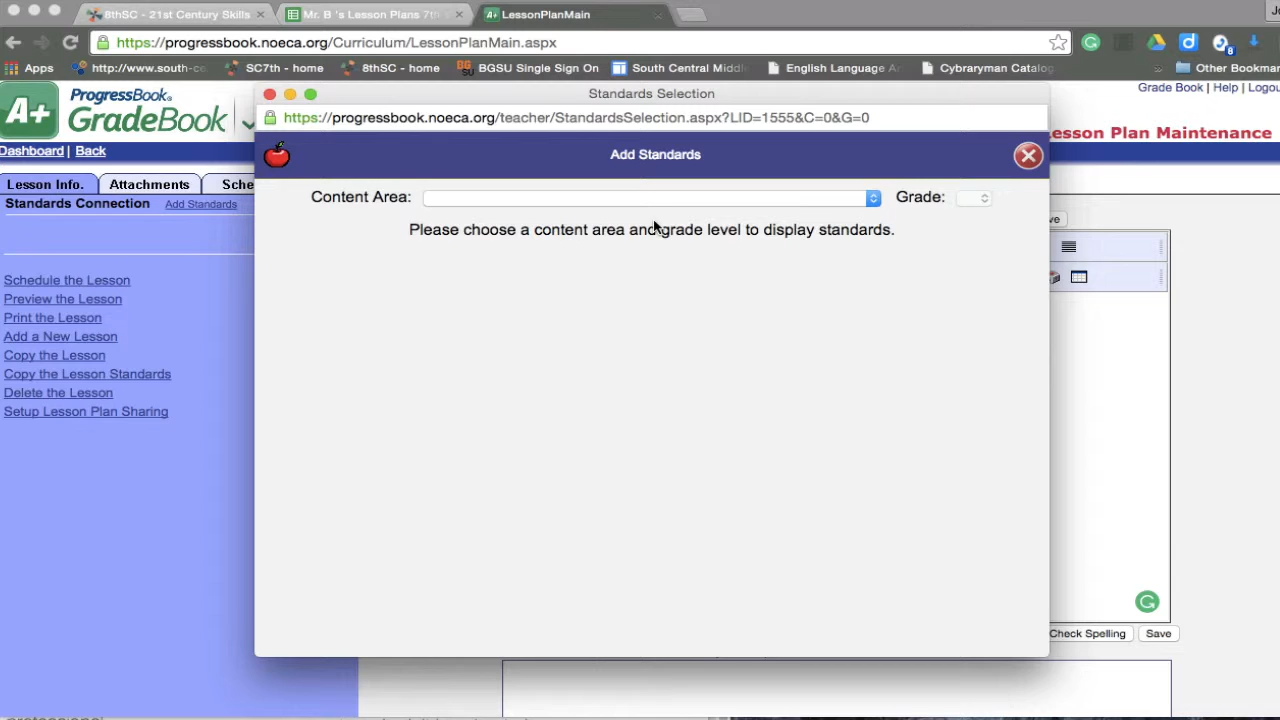 8thSC - 21st Century Skills
Mr. B 's Lesson Plans 7th
LessonPlanMain
https://progressbook.noeca.org/Curriculum/LessonPlanMain.aspx
8
Apps
http://www.south-c
SC7th - home
8thSC - home
BGSU Single Sign On
South Central Middl
English Language Ar
Cybraryman Catalog
»
Other Bookmar
A+
ProgressBook
GradeBook
Grade Book | Help | Logou
esson Plan Maintenance
Dashboard | Back
Lesson Info.
Attachments
Sche
Standards Connection
Add Standards
Schedule the Lesson
Preview the Lesson
Print the Lesson
Add a New Lesson
Copy the Lesson
Copy the Lesson Standards
Delete the Lesson
Setup Lesson Plan Sharing
Standards Selection
https://progressbook.noeca.org/teacher/StandardsSelection.aspx?LID=1555&C=0&G=0
Add Standards
Content Area:
Grade:
Please choose a content area and grade level to display standards.
ve
Check Spelling
Save